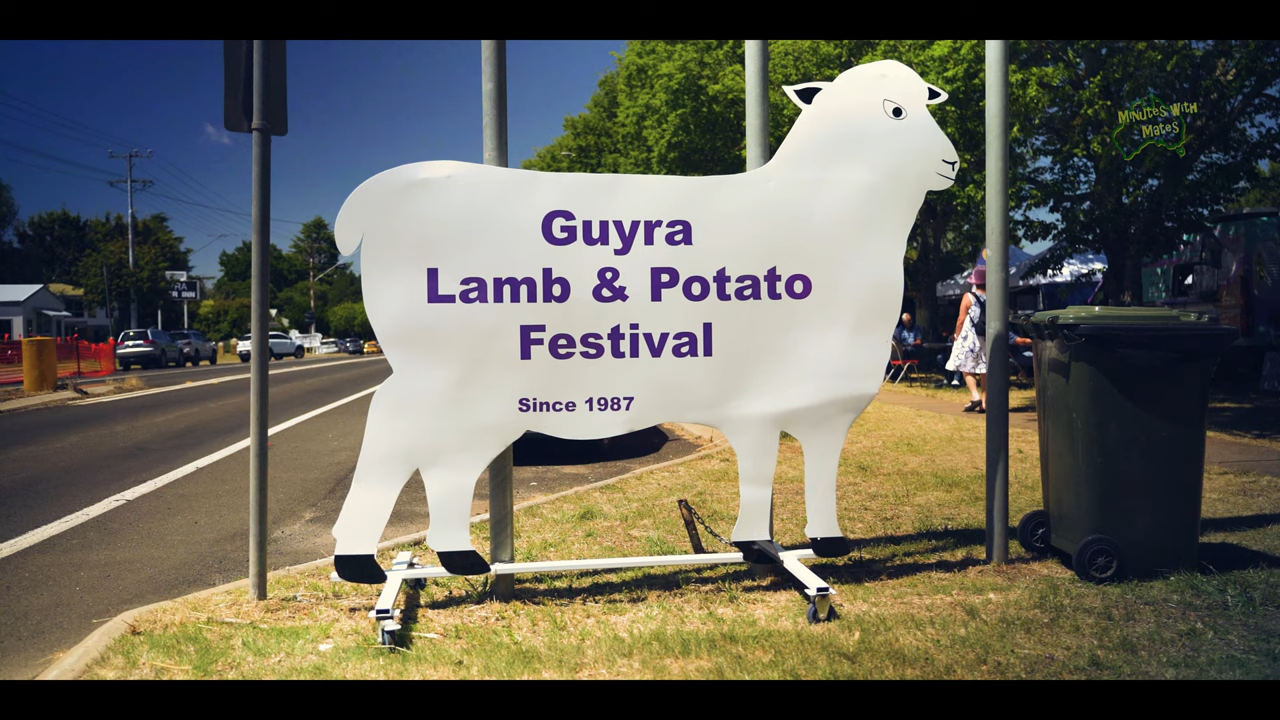 Guyra
Lamb & Potato
Festival
Since 1987
Minutes With
Mates